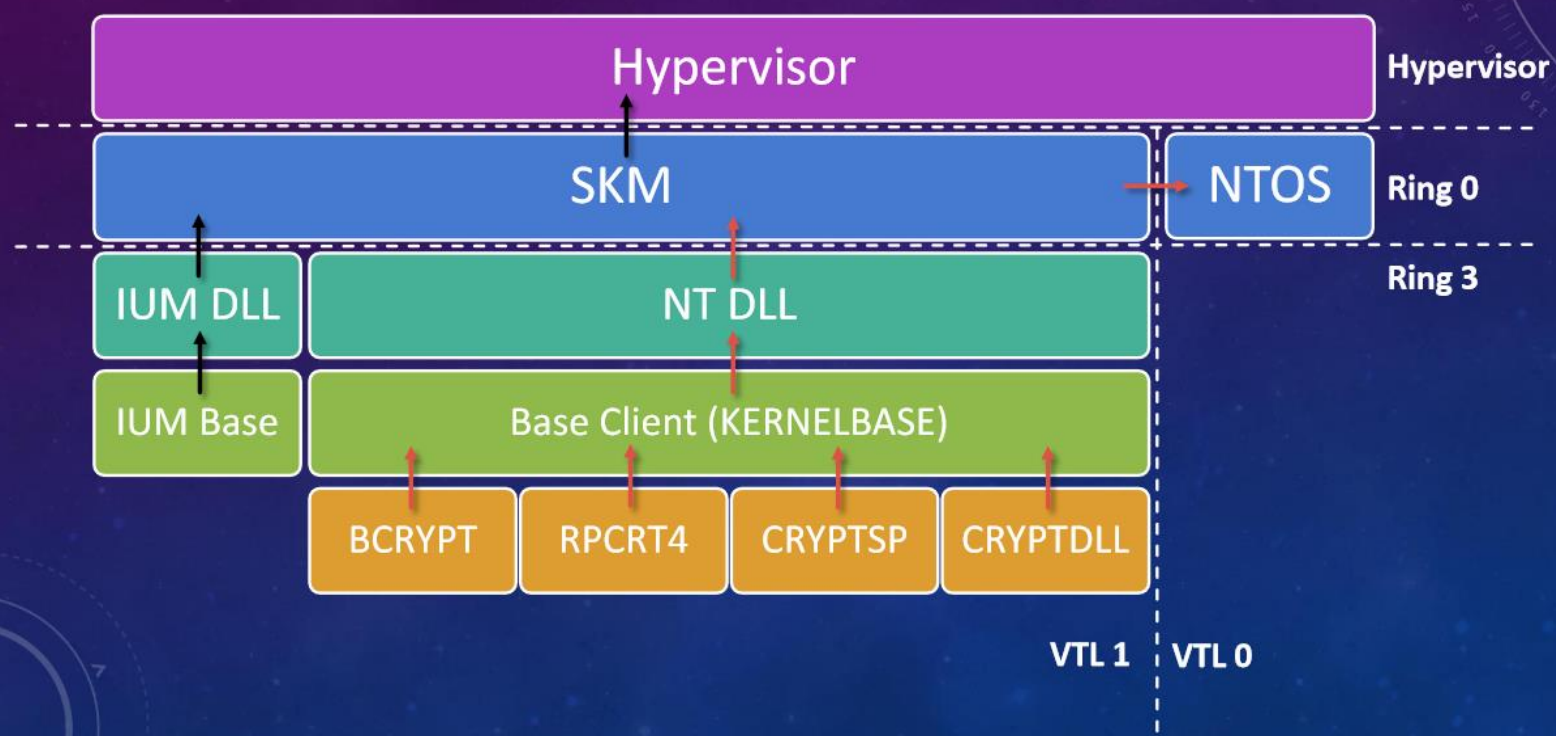 Hypervisor
Hypervisor
SKM
NTOS
Ring 0
IUM DLL
NT DLL
Ring 3
IUM Base
Base Client (KERNELBASE)
BCRYPT
RPCRT4
CRYPTSP
CRYPTDLL
VTL 1
VTL 0